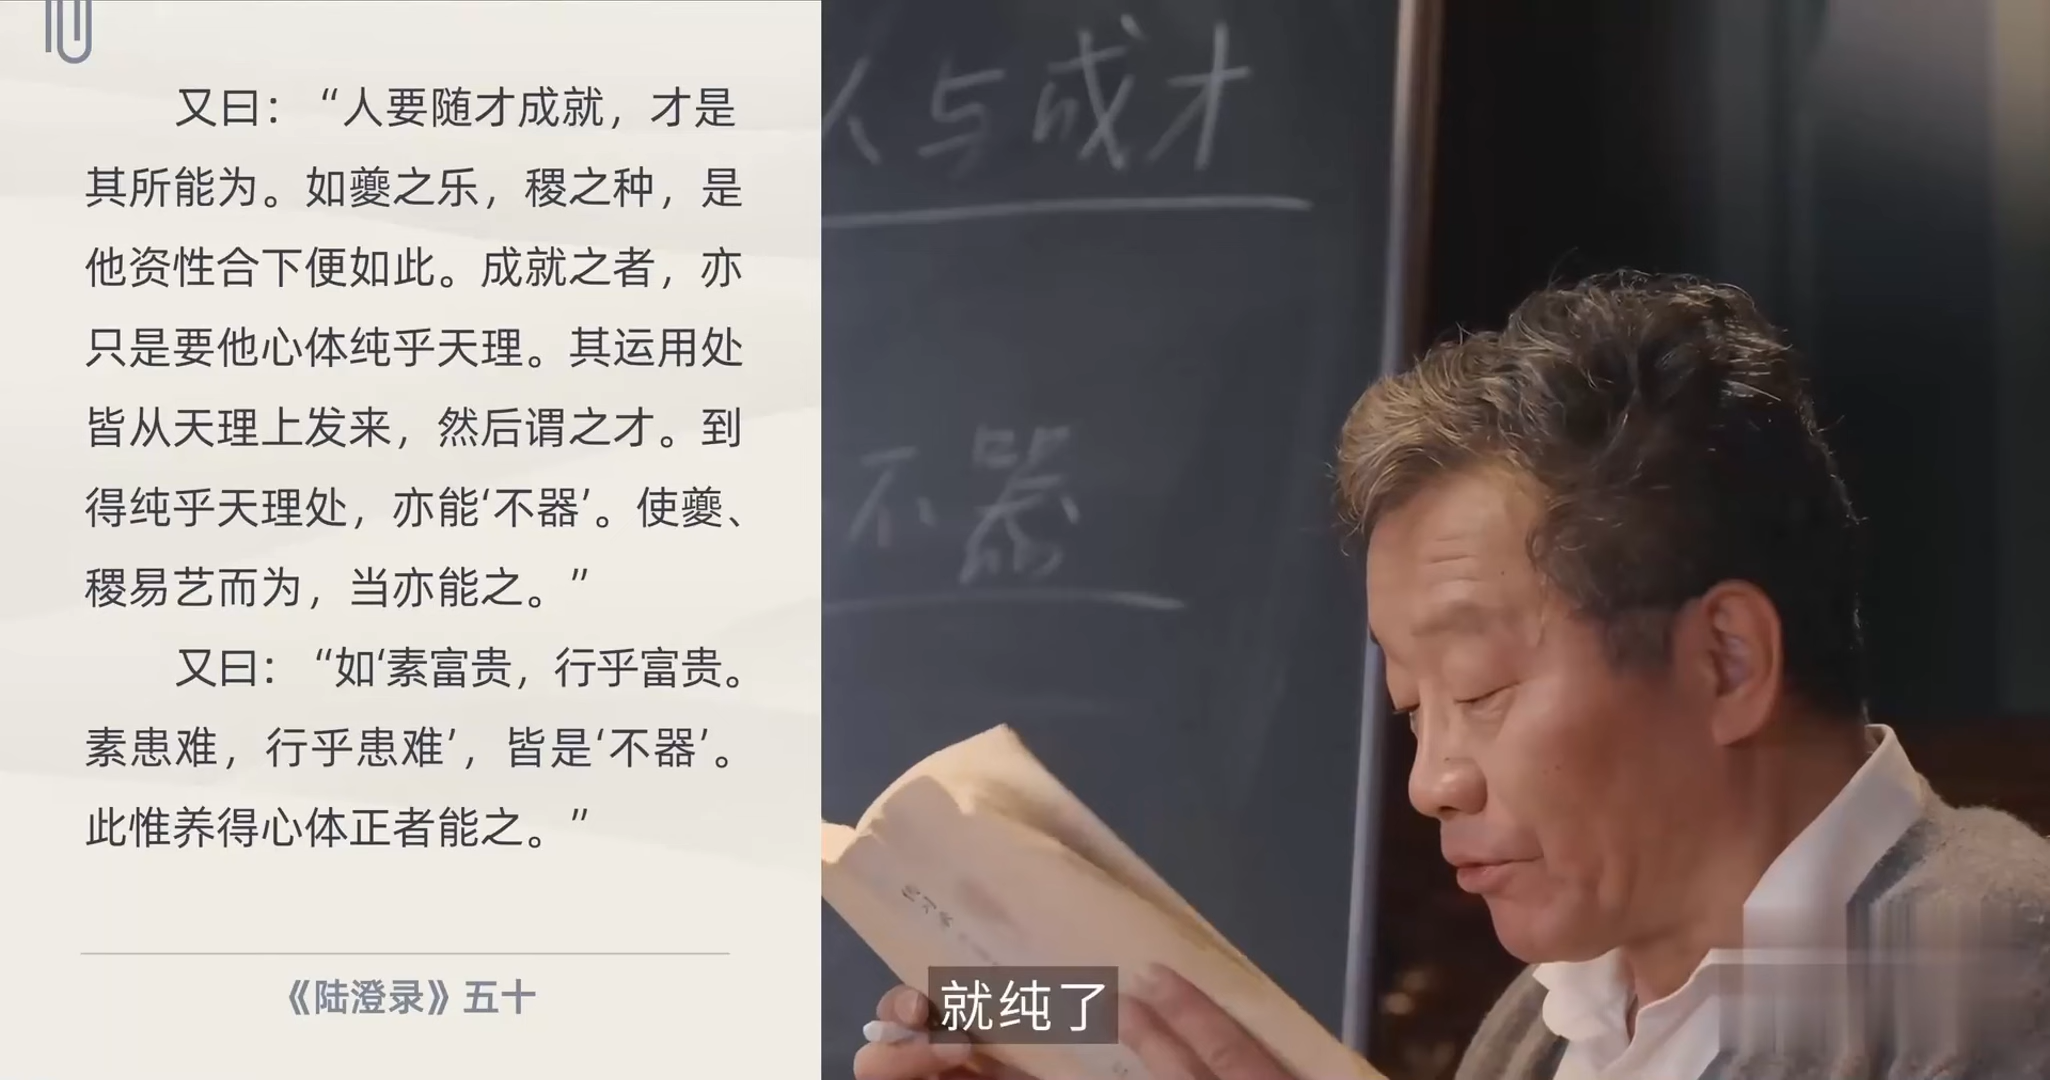 又曰：“人要随才成就，才是
其所能为。如夔之乐，稷之种，是
他资性合下便如此。成就之者，亦
只是要他心体纯乎天理。其运用处
皆从天理上发来，然后谓之才。到
得纯乎天理处，亦能‘不器’。使夔、
稷易艺而为，当亦能之。”
又曰：“如‘素富贵，行乎富贵。
素患难，行乎患难’，皆是‘不器’。
此惟养得心体正者能之。”
《陆澄录》五十
人与成才
不器
就纯了